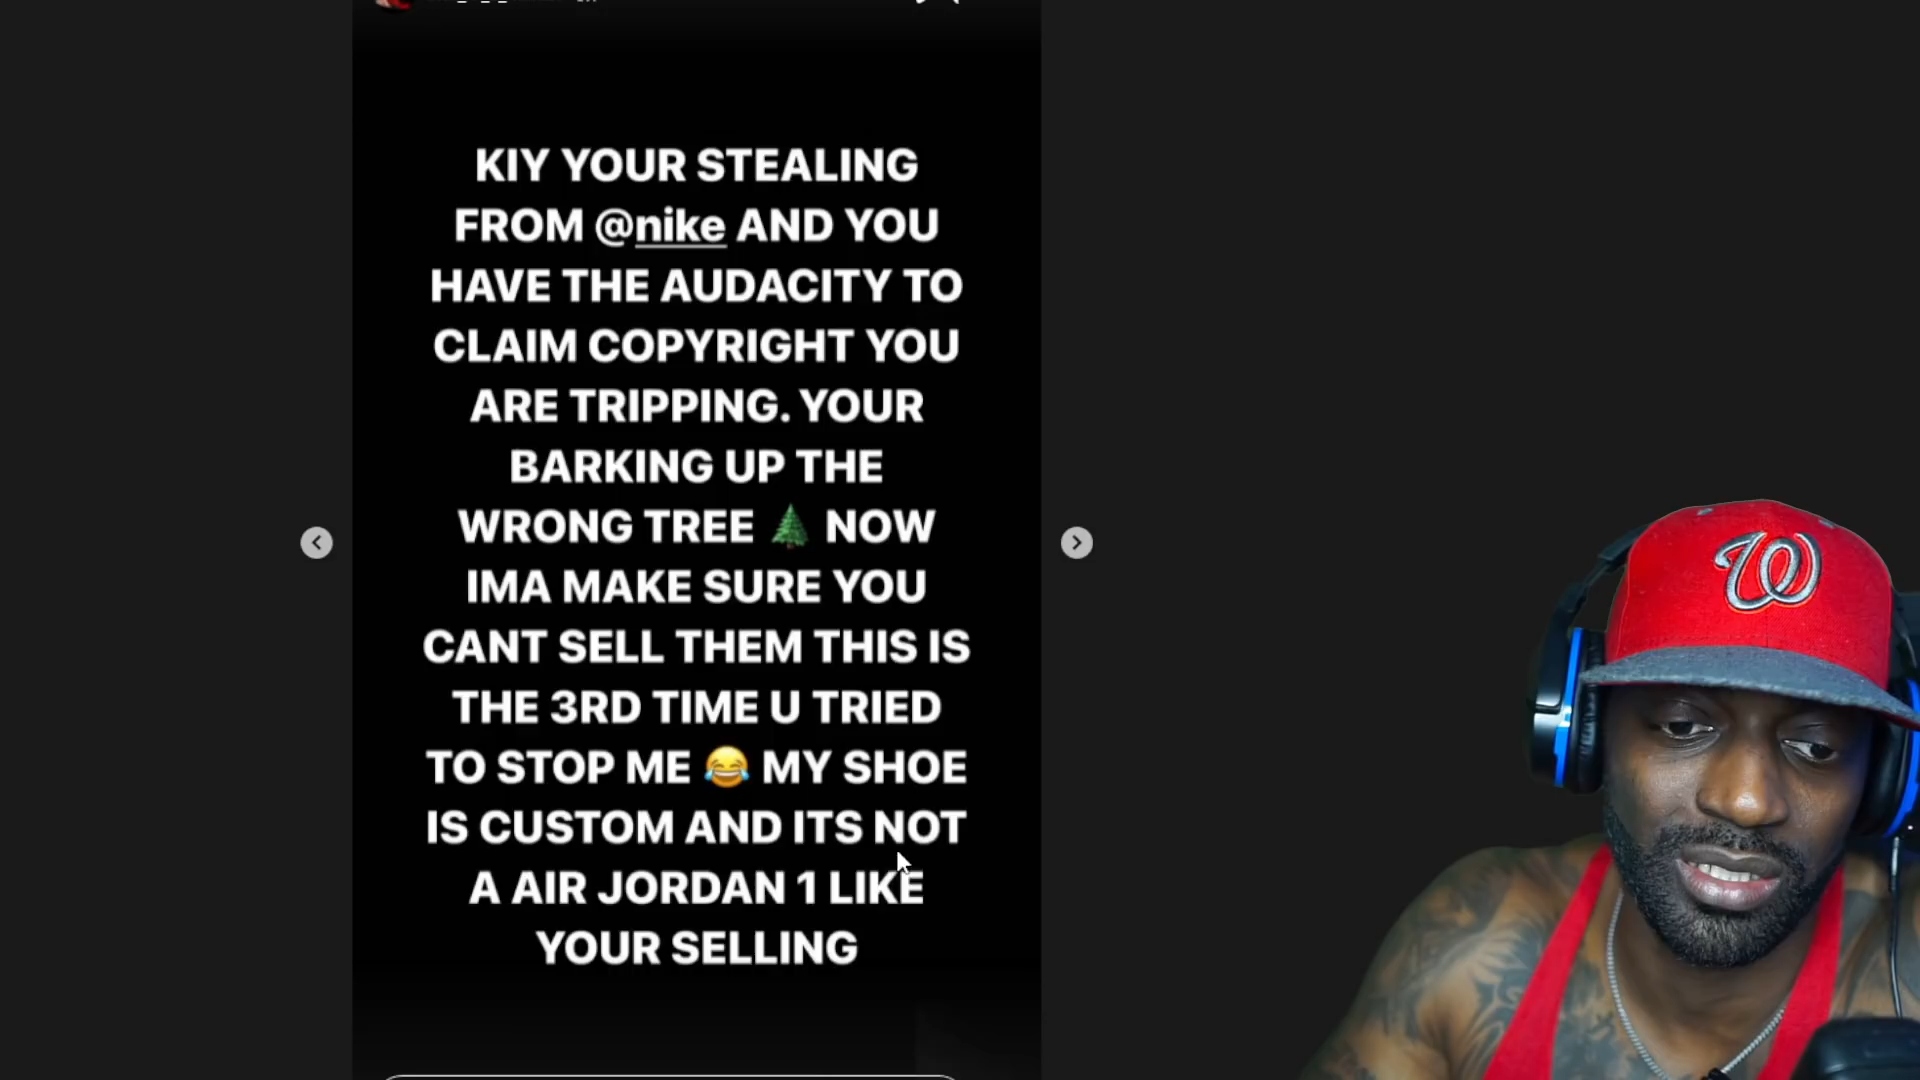 KIY YOUR STEALING
FROM @nike AND YOU
HAVE THE AUDACITY TO
CLAIM COPYRIGHT YOU
ARE TRIPPING. YOUR
BARKING UP THE
WRONG TREE 🌲 NOW
IMA MAKE SURE YOU
CANT SELL THEM THIS IS
THE 3RD TIME U TRIED
TO STOP ME 😂 MY SHOE
IS CUSTOM AND ITS NOT
A AIR JORDAN 1 LIKE
YOUR SELLING
W